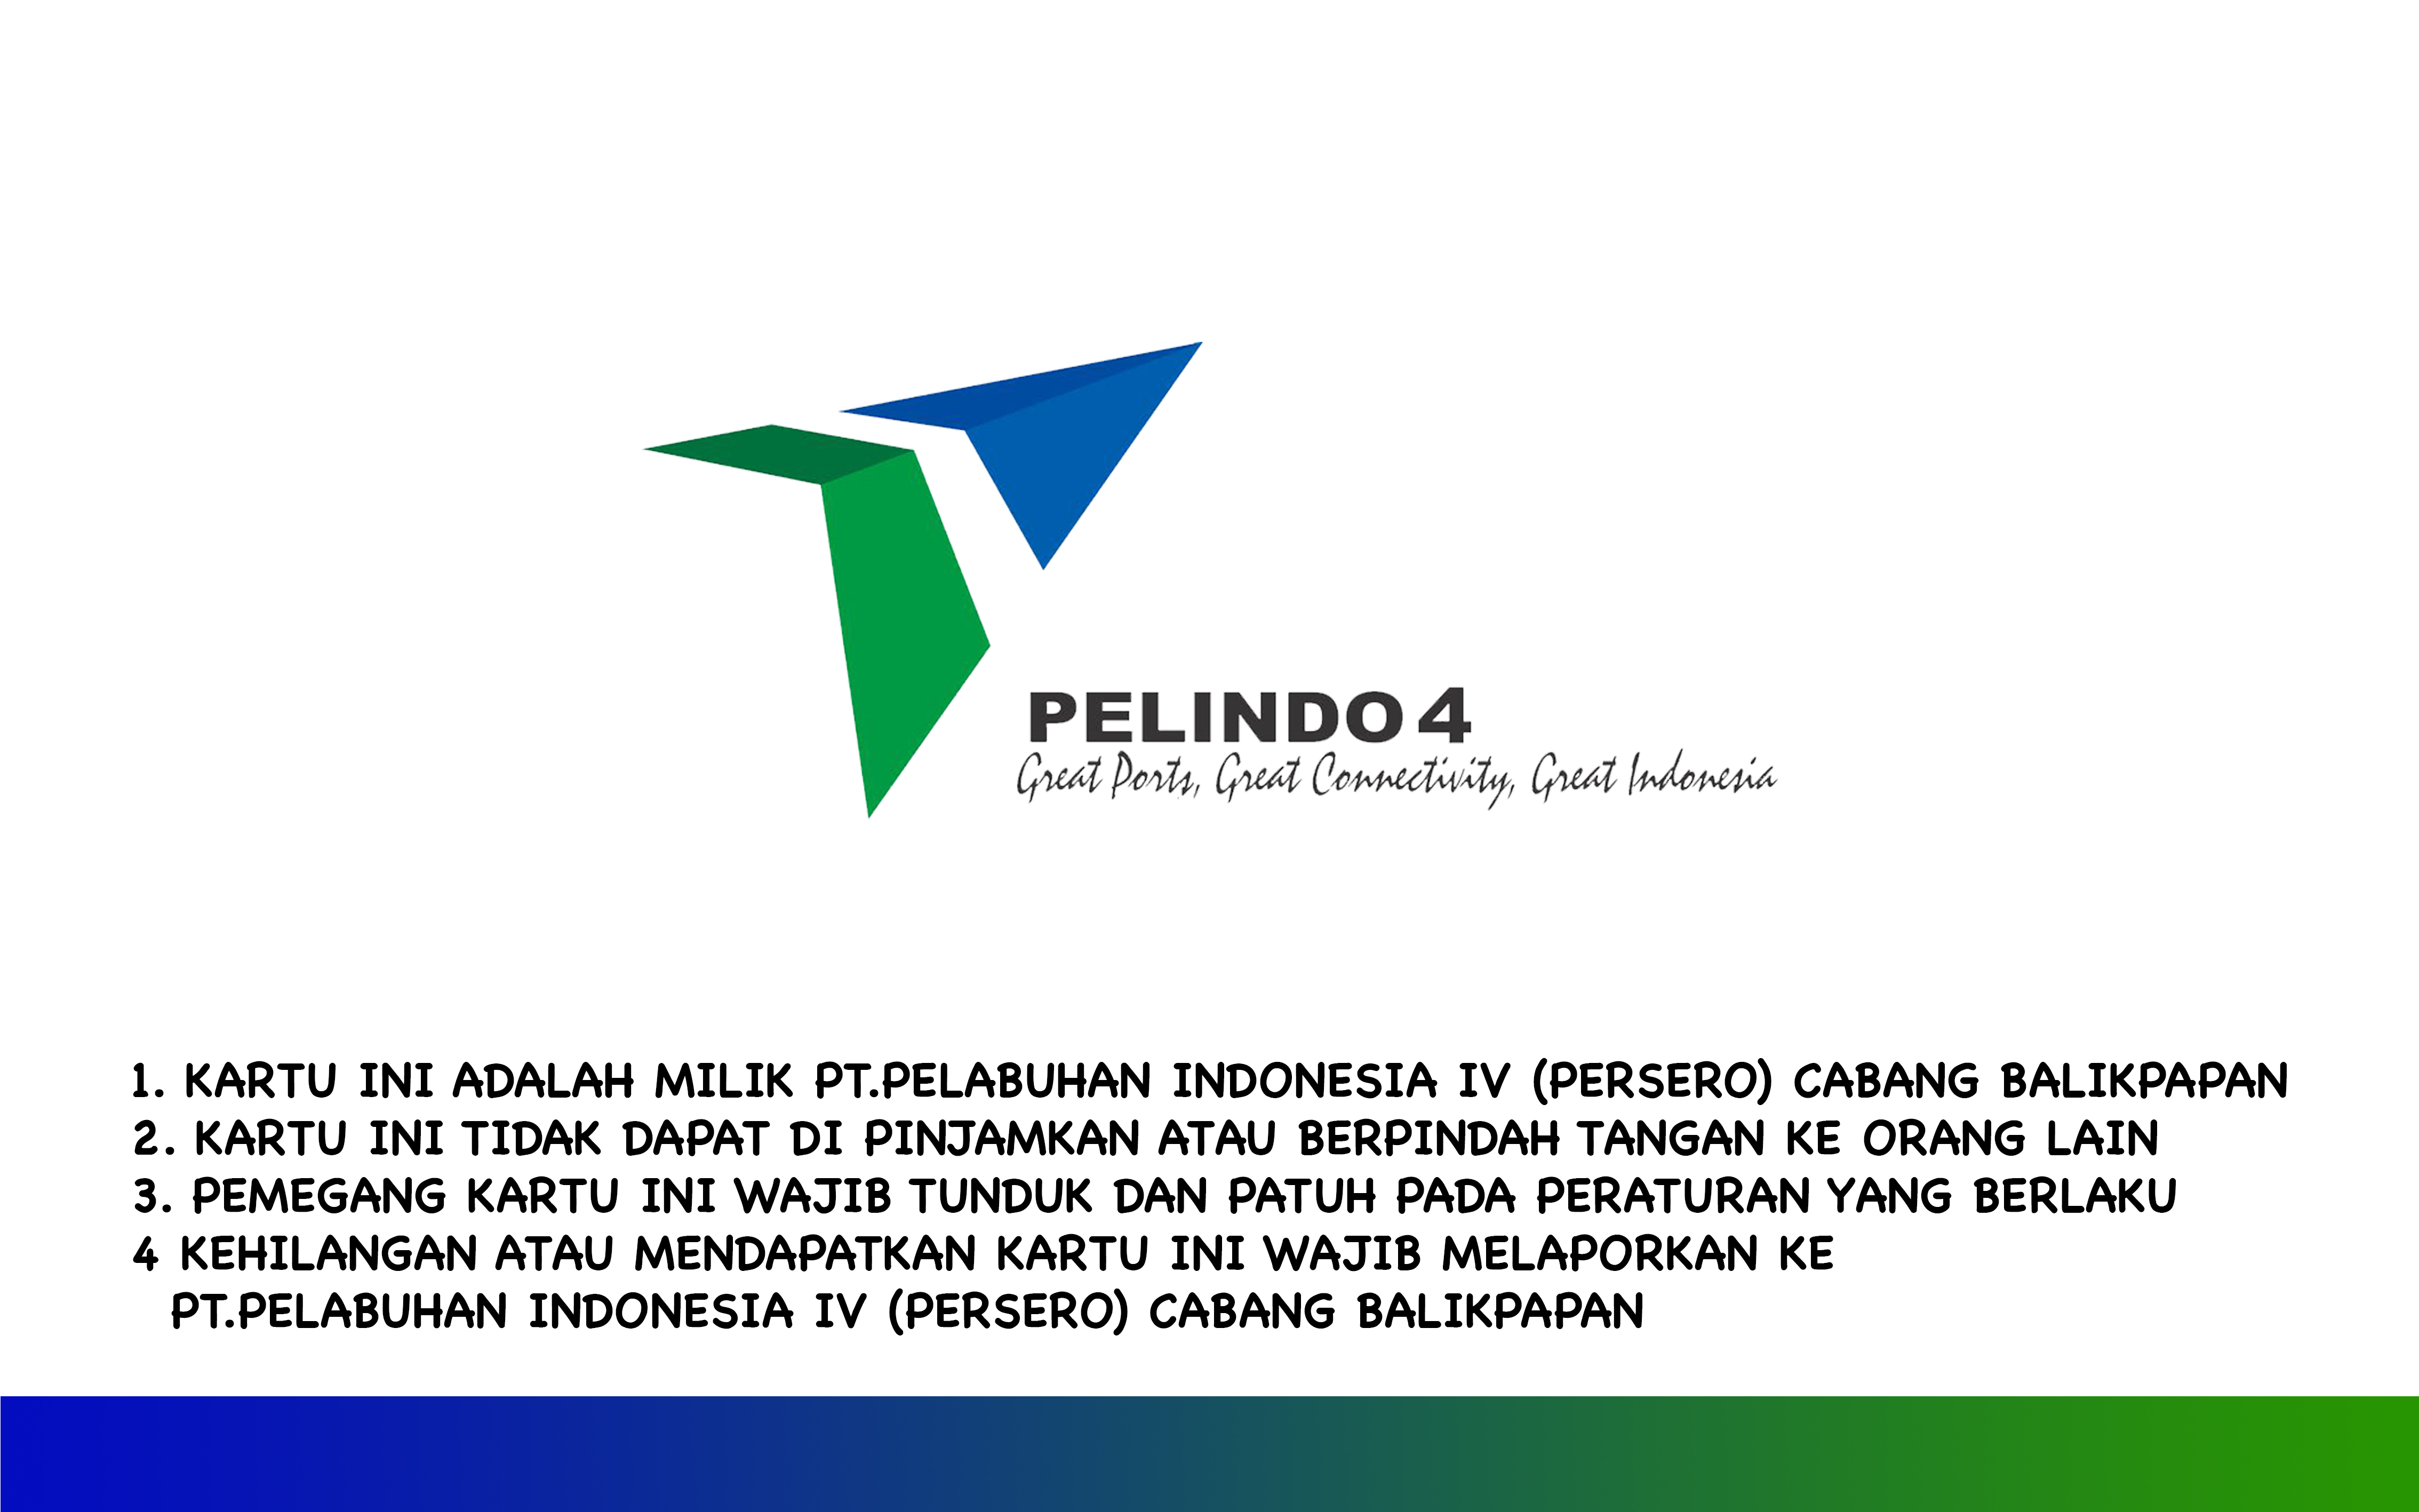 PELINDO 4
Great Ports, Great Connectivity, Great Indonesia
1. KARTU INI ADALAH MILIK PT.PELABUHAN INDONESIA IV (PERSERO) CABANG BALIKPAPAN
2. KARTU INI TIDAK DAPAT DI PINJAMKAN ATAU BERPINDAH TANGAN KE ORANG LAIN
3. PEMEGANG KARTU INI WAJIB TUNDUK DAN PATUH PADA PERATURAN YANG BERLAKU
4 KEHILANGAN ATAU MENDAPATKAN KARTU INI WAJIB MELAPORKAN KE
PT.PELABUHAN INDONESIA IV (PERSERO) CABANG BALIKPAPAN